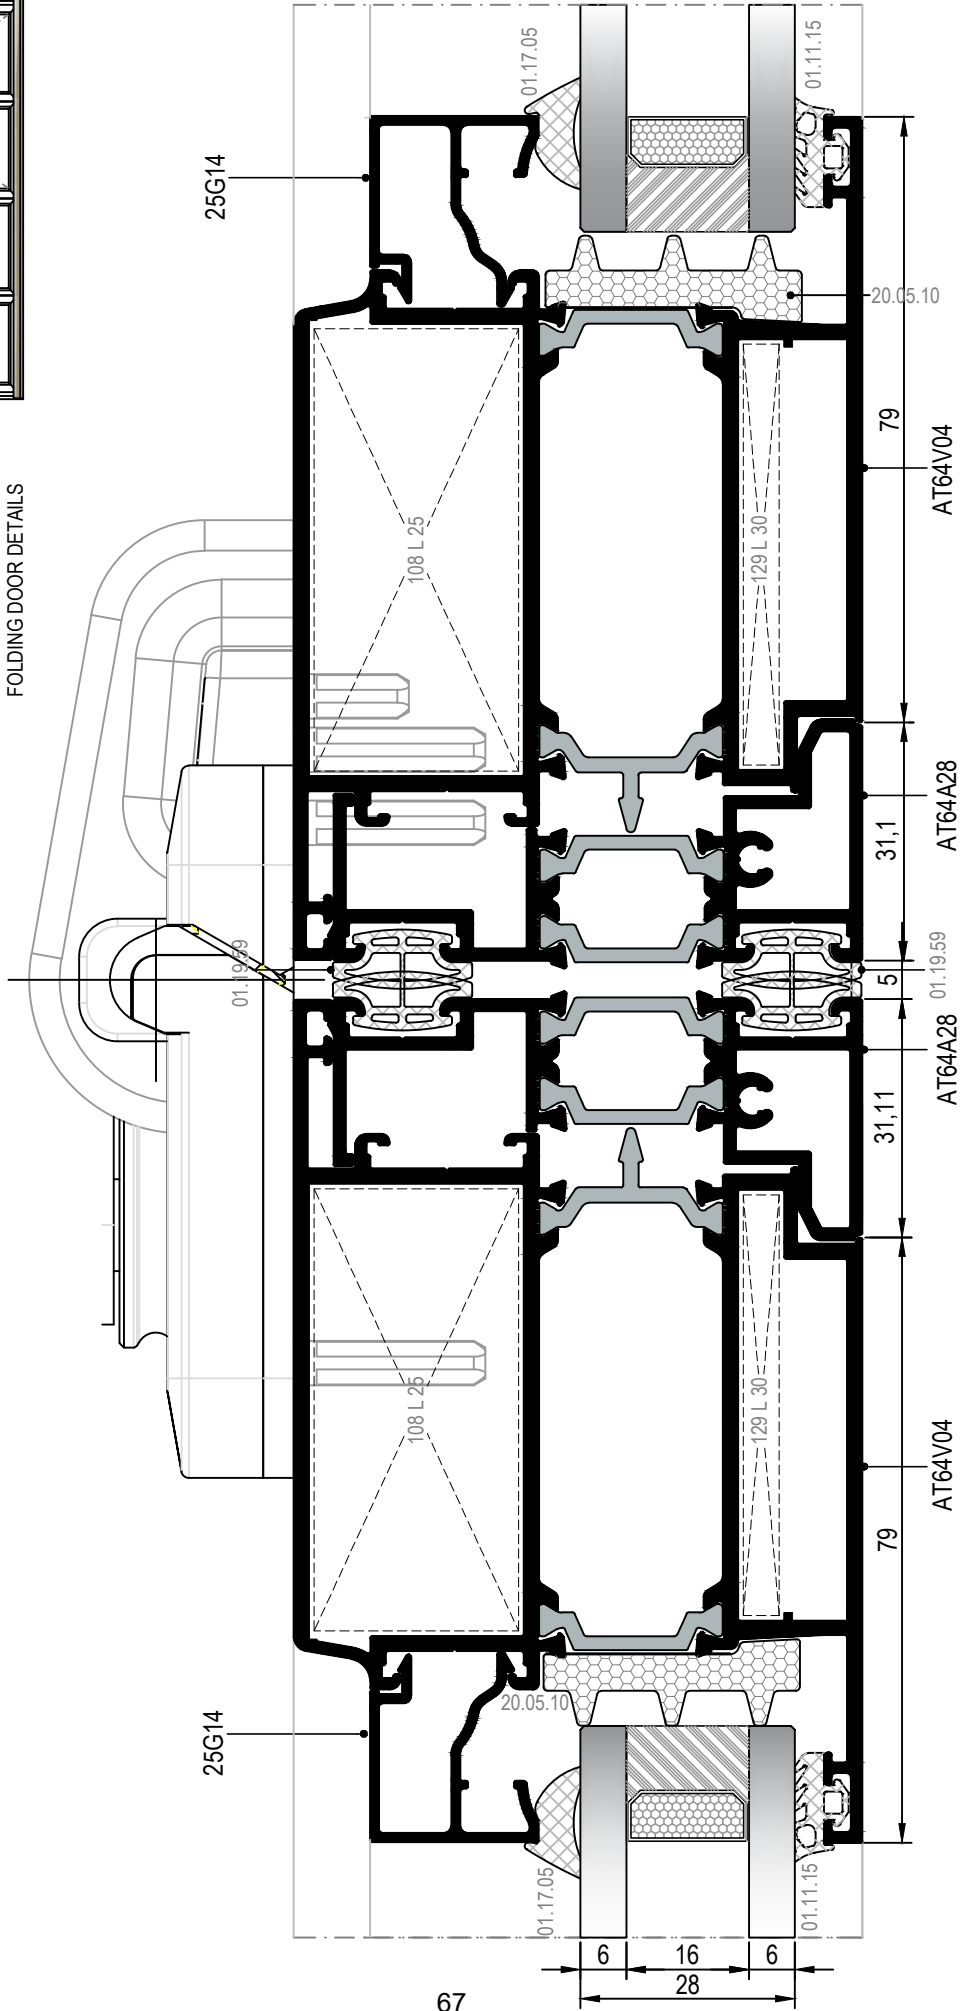 FOLDING DOOR DETAILS
01.17.05
01.11.15
25G14
20.05.10
79
AT64V04
108 L 25
129 L 30
AT64A28
31,1
01.19.59
5
01.19.59
AT64A28
31,11
108 L 25
129 L 30
AT64V04
79
20.05.10
25G14
01.17.05
01.11.15
6
16
6
28
67